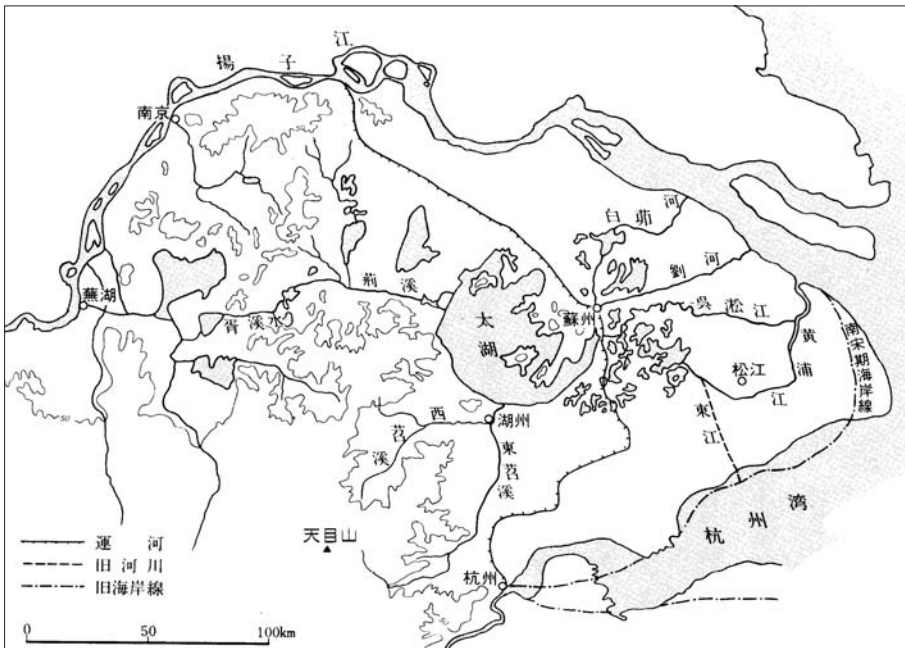 揚子江
南京
白茆河
劉河
蕪湖
荊溪
胥溪水
太湖
蘇州
呉淞江
黄浦江
松江
南宋期海岸線
東江
西苕溪
湖州
東苕溪
天目山
杭州
杭州湾
運河
旧河川
旧海岸線
0 50 100km